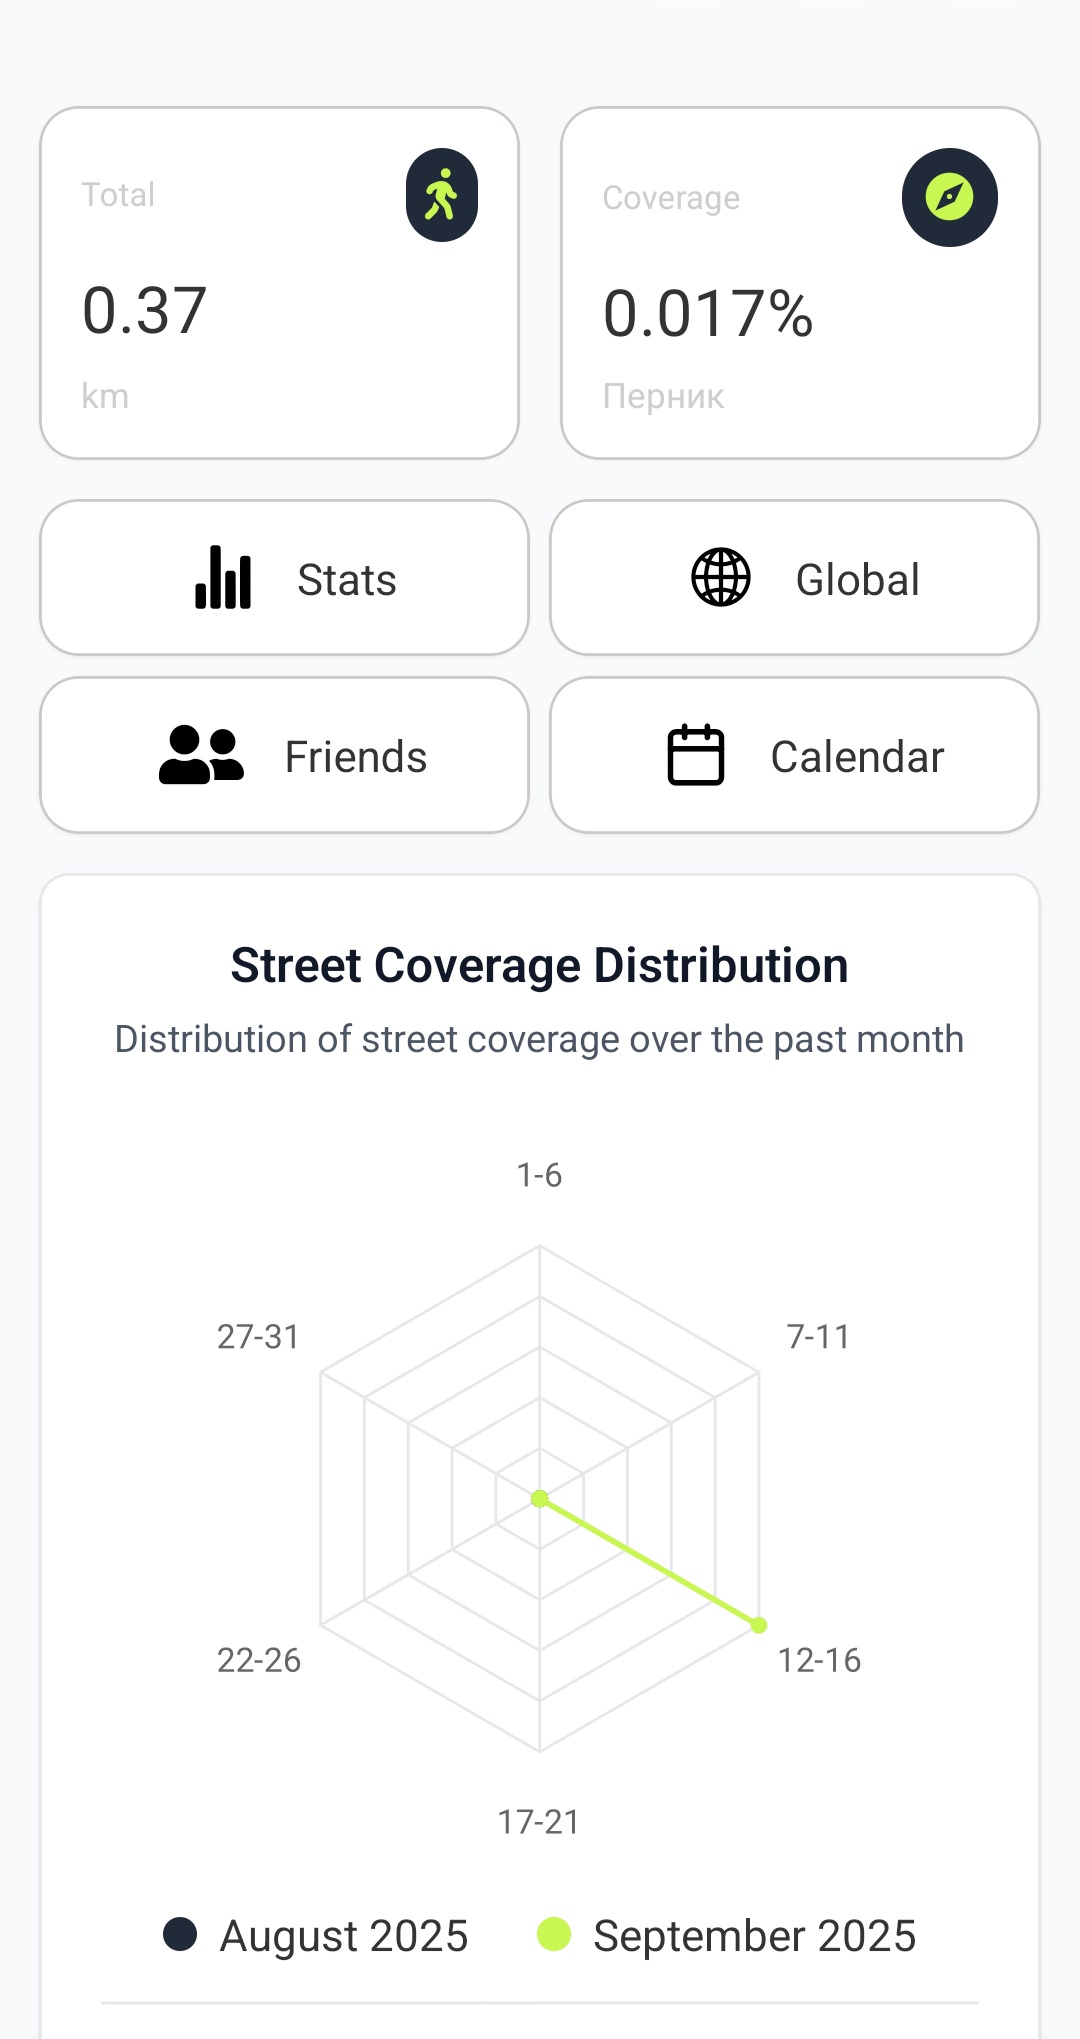 Total
0.37
km
Coverage
0.017%
Перник
Stats
Global
Friends
Calendar
Street Coverage Distribution
Distribution of street coverage over the past month
1-6
27-31
7-11
22-26
12-16
17-21
August 2025
September 2025